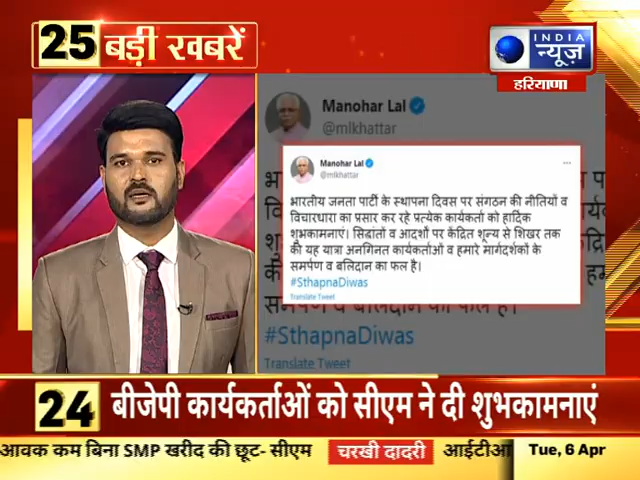 25 बड़ी खबरें
INDIA
न्यूज़
हरियाणा
Manohar Lal
@mlkhattar
Manohar Lal
@mlkhattar
भारतीय जनता पार्टी के स्थापना दिवस पर संगठन की नीतियों व
विचारधारा का प्रसार कर रहे प्रत्येक कार्यकर्ता को हार्दिक
शुभकामनाएं। सिद्धांतों व आदर्शों पर केंद्रित शून्य से शिखर तक
की यह यात्रा अनगिनत कार्यकर्ताओं व हमारे मार्गदर्शकों के
समर्पण व बलिदान का फल है।
#SthapnaDiwas
Translate Tweet
#SthapnaDiwas
Translate Tweet
24 बीजेपी कार्यकर्ताओं को सीएम ने दी शुभकामनाएं
आवक कम बिना SMP खरीद की छूट- सीएम चरखी दादरी आईटीआ Tue, 6 Apr